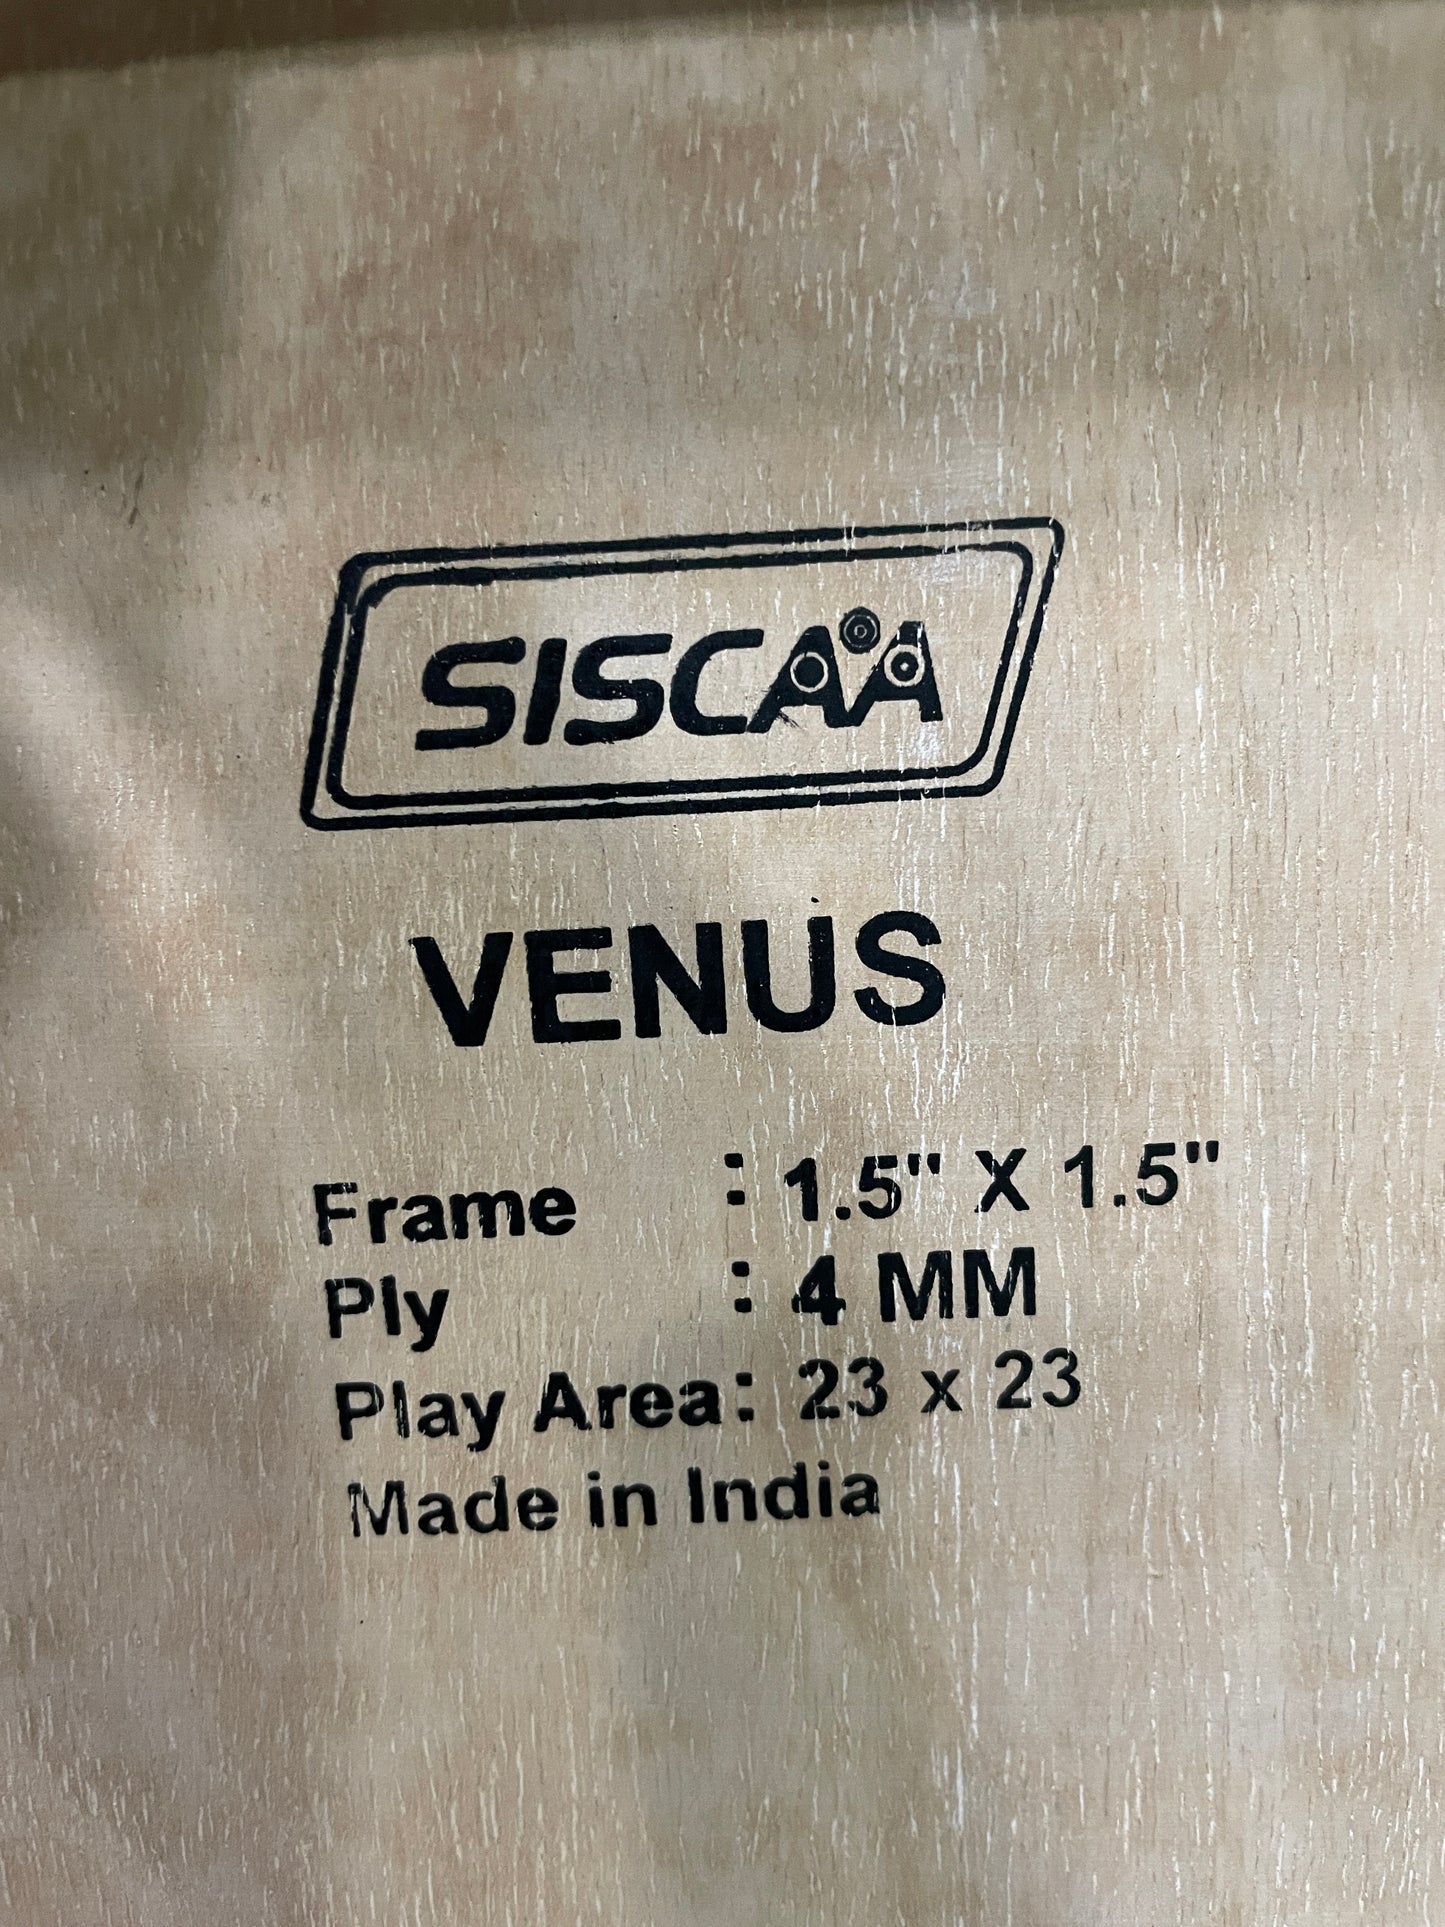 SISCAA
VENUS
Frame : 1.5" X 1.5"
Ply : 4 MM
Play Area: 23 x 23
Made in India